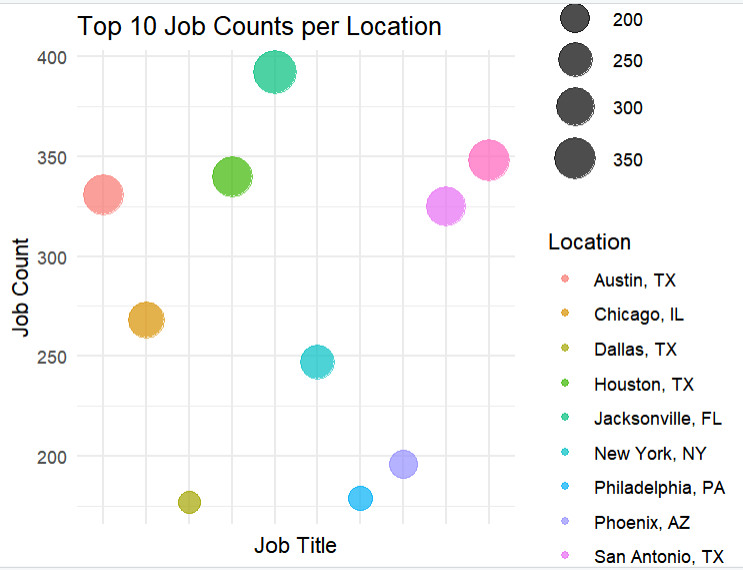 Top 10 Job Counts per Location
400
350
300
250
200
Job Count
Job Title
200
250
300
350
Location
Austin, TX
Chicago, IL
Dallas, TX
Houston, TX
Jacksonville, FL
New York, NY
Philadelphia, PA
Phoenix, AZ
San Antonio, TX